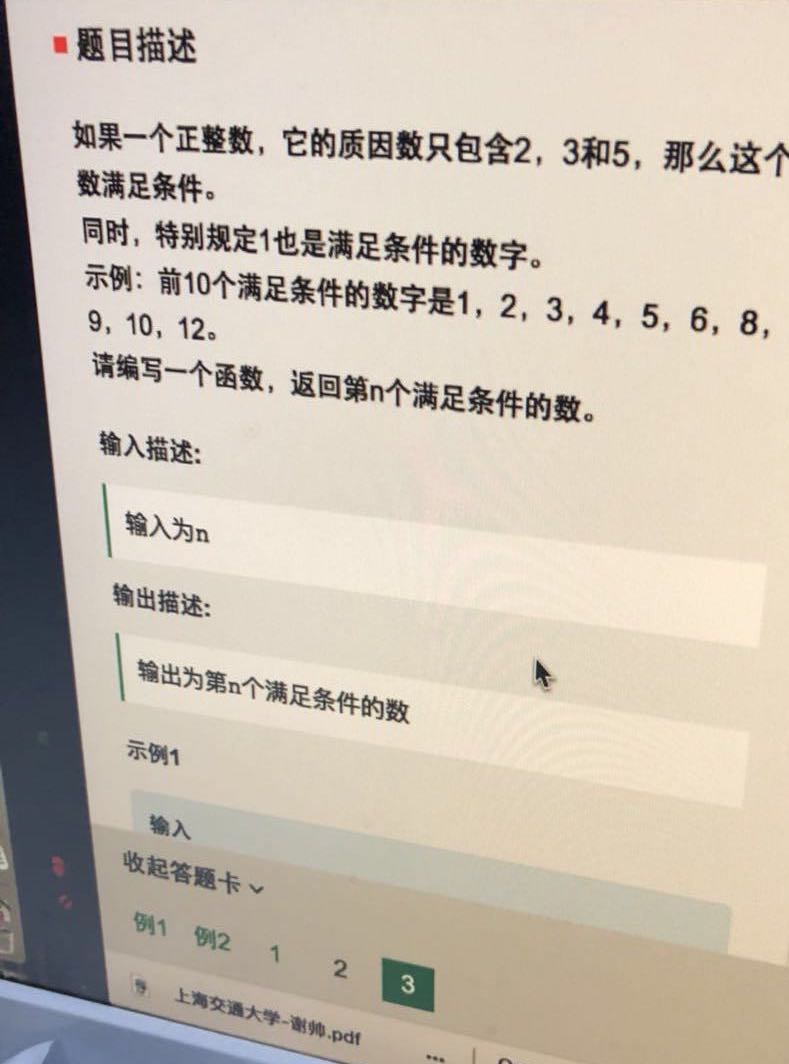 题目描述
如果一个正整数，它的质因数只包含2，3和5，那么这个
数满足条件。
同时，特别规定1也是满足条件的数字。
示例：前10个满足条件的数字是1，2，3，4，5，6，8，
9，10，12。
请编写一个函数，返回第n个满足条件的数。
输入描述:
输入为n
输出描述:
输出为第n个满足条件的数
示例1
输入
收起答题卡
例1 例2 1 2 3
上海交通大学-谢帅.pdf